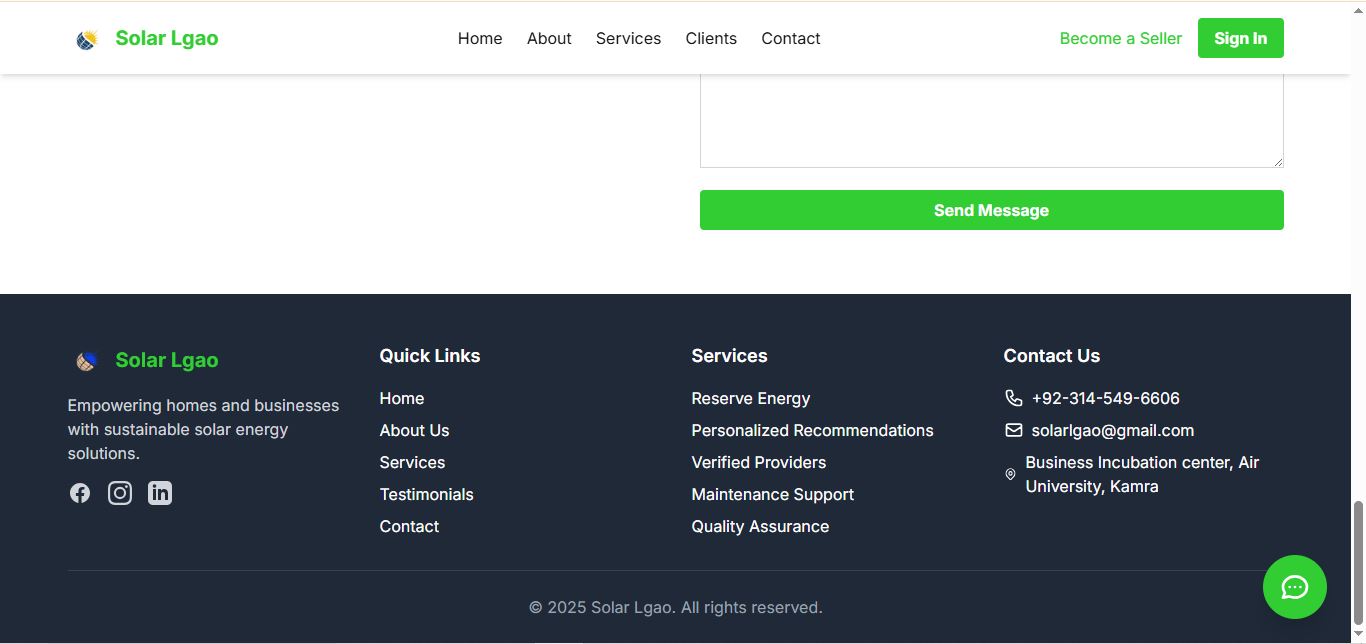 Solar Lgao
Home
About
Services
Clients
Contact
Become a Seller
Sign In
Send Message
Solar Lgao
Empowering homes and businesses
with sustainable solar energy
solutions.
Quick Links
Home
About Us
Services
Testimonials
Contact
Services
Reserve Energy
Personalized Recommendations
Verified Providers
Maintenance Support
Quality Assurance
Contact Us
+92-314-549-6606
solarlgao@gmail.com
Business Incubation center, Air
University, Kamra
© 2025 Solar Lgao. All rights reserved.